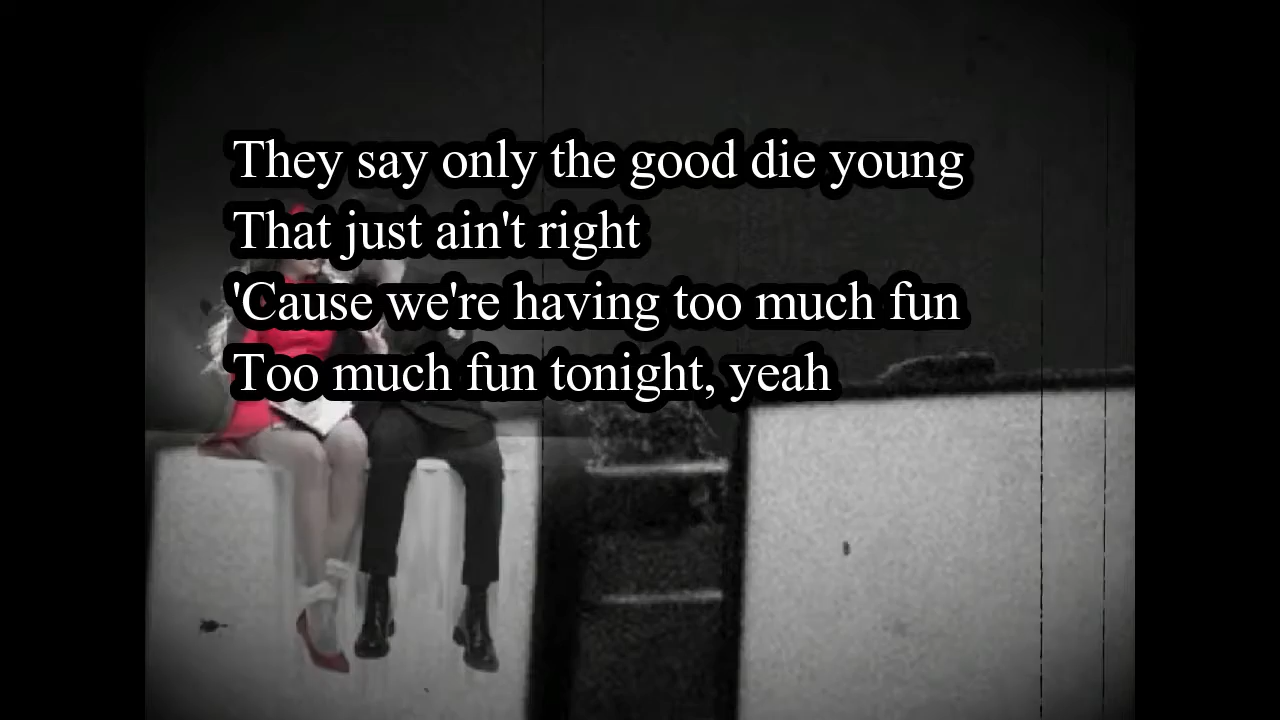 They say only the good die young
That just ain't right
'Cause we're having too much fun
Too much fun tonight, yeah